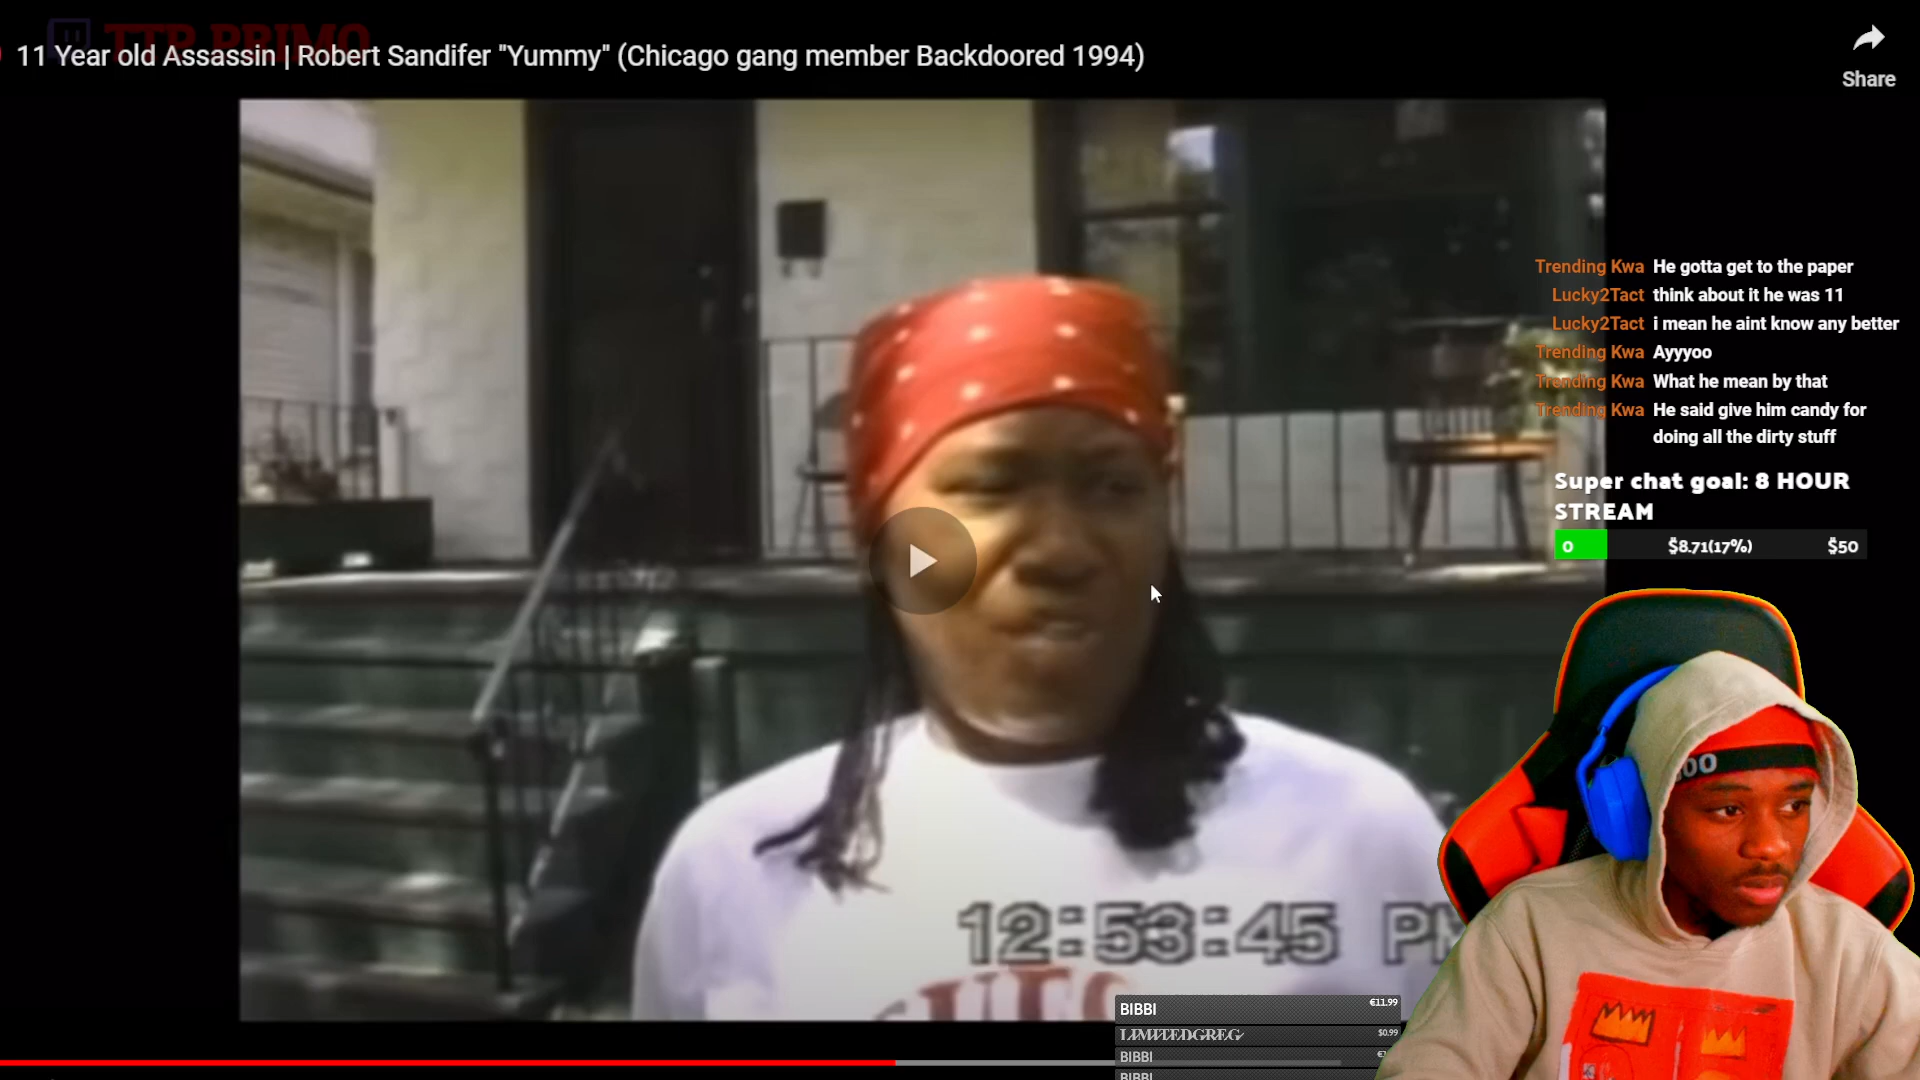 TTP PRIMO
11 Year old Assassin | Robert Sandifer "Yummy" (Chicago gang member Backdoored 1994)
Share
Trending Kwa He gotta get to the paper
Lucky2Tact think about it he was 11
Lucky2Tact i mean he aint know any better
Trending Kwa Ayyyoo
Trending Kwa What he mean by that
Trending Kwa He said give him candy for
doing all the dirty stuff
Super chat goal: 8 HOUR
STREAM
0 $8.71(17%) $50
12:53:45 PM
BIBBI €11.99
LIMITEDGREG $0.99
BIBBI
BIBBI